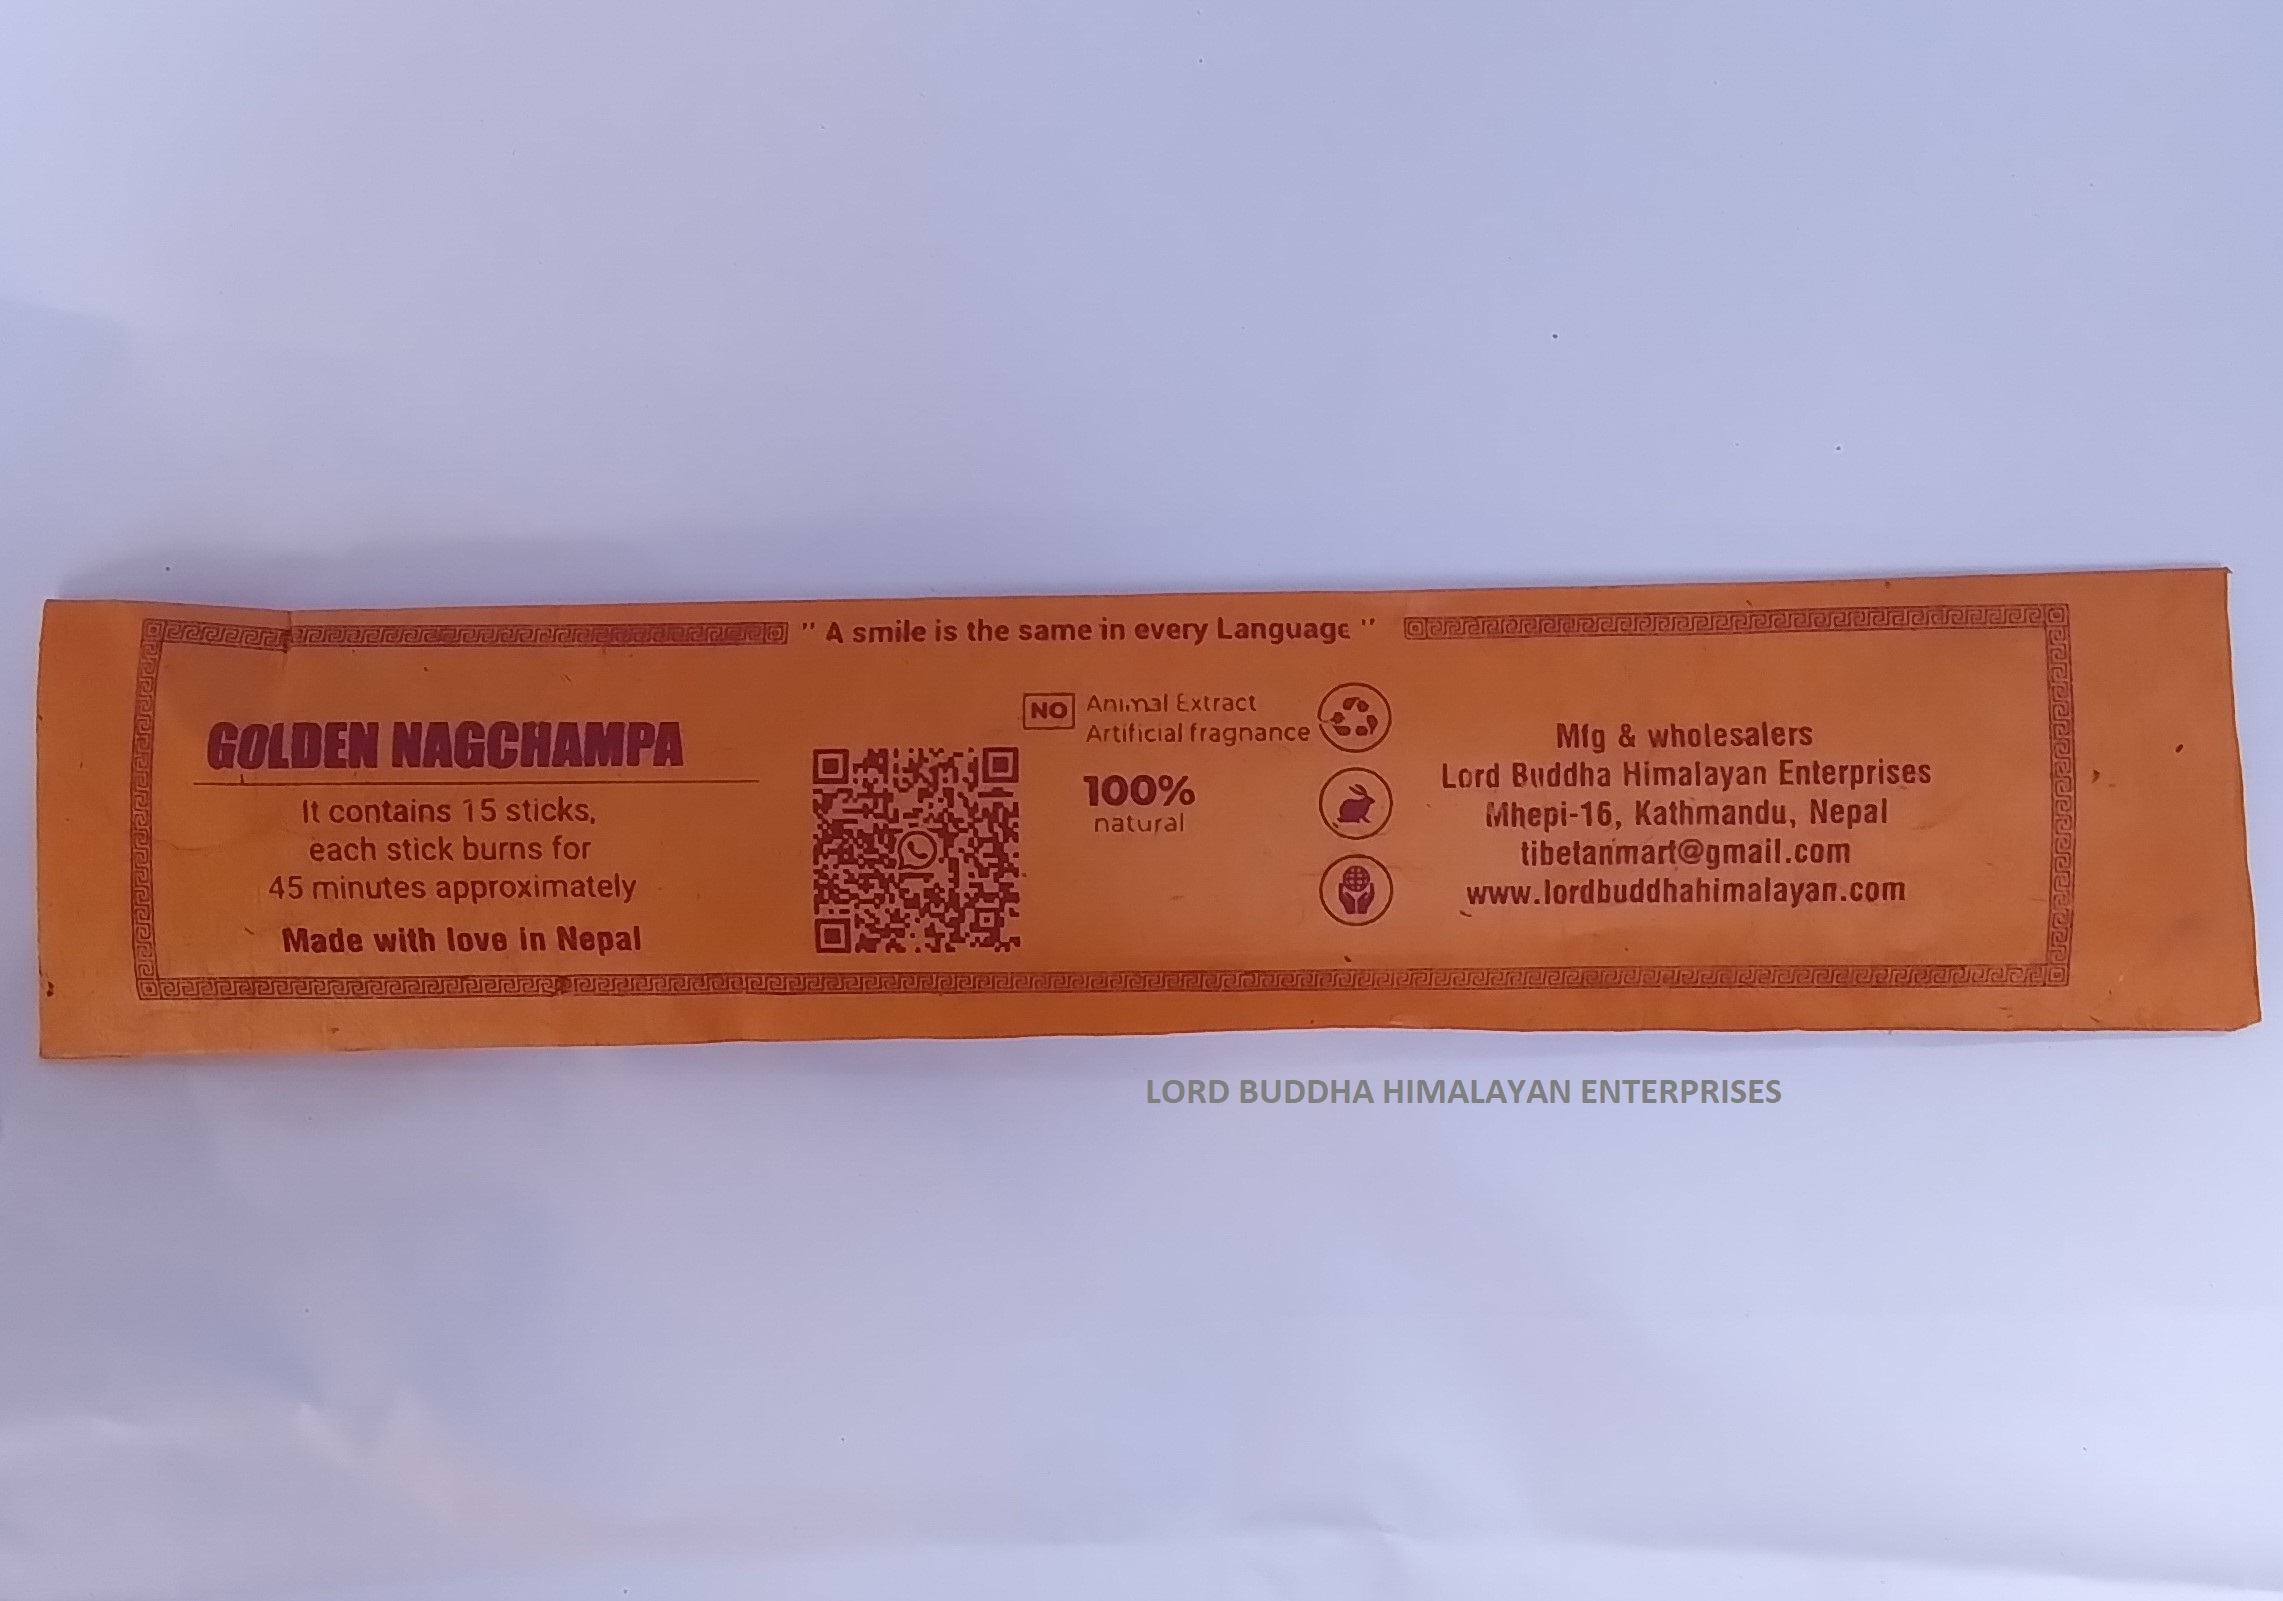 " A smile is the same in every Language "
GOLDEN NAGCHAMPA
It contains 15 sticks,
each stick burns for
45 minutes approximately
Made with love in Nepal
NO Animal Extract
Artificial fragnance
100%
natural
Mfg & wholesalers
Lord Buddha Himalayan Enterprises
Mhepi-16, Kathmandu, Nepal
tibetanmart@gmail.com
www.lordbuddhahimalayan.com
LORD BUDDHA HIMALAYAN ENTERPRISES